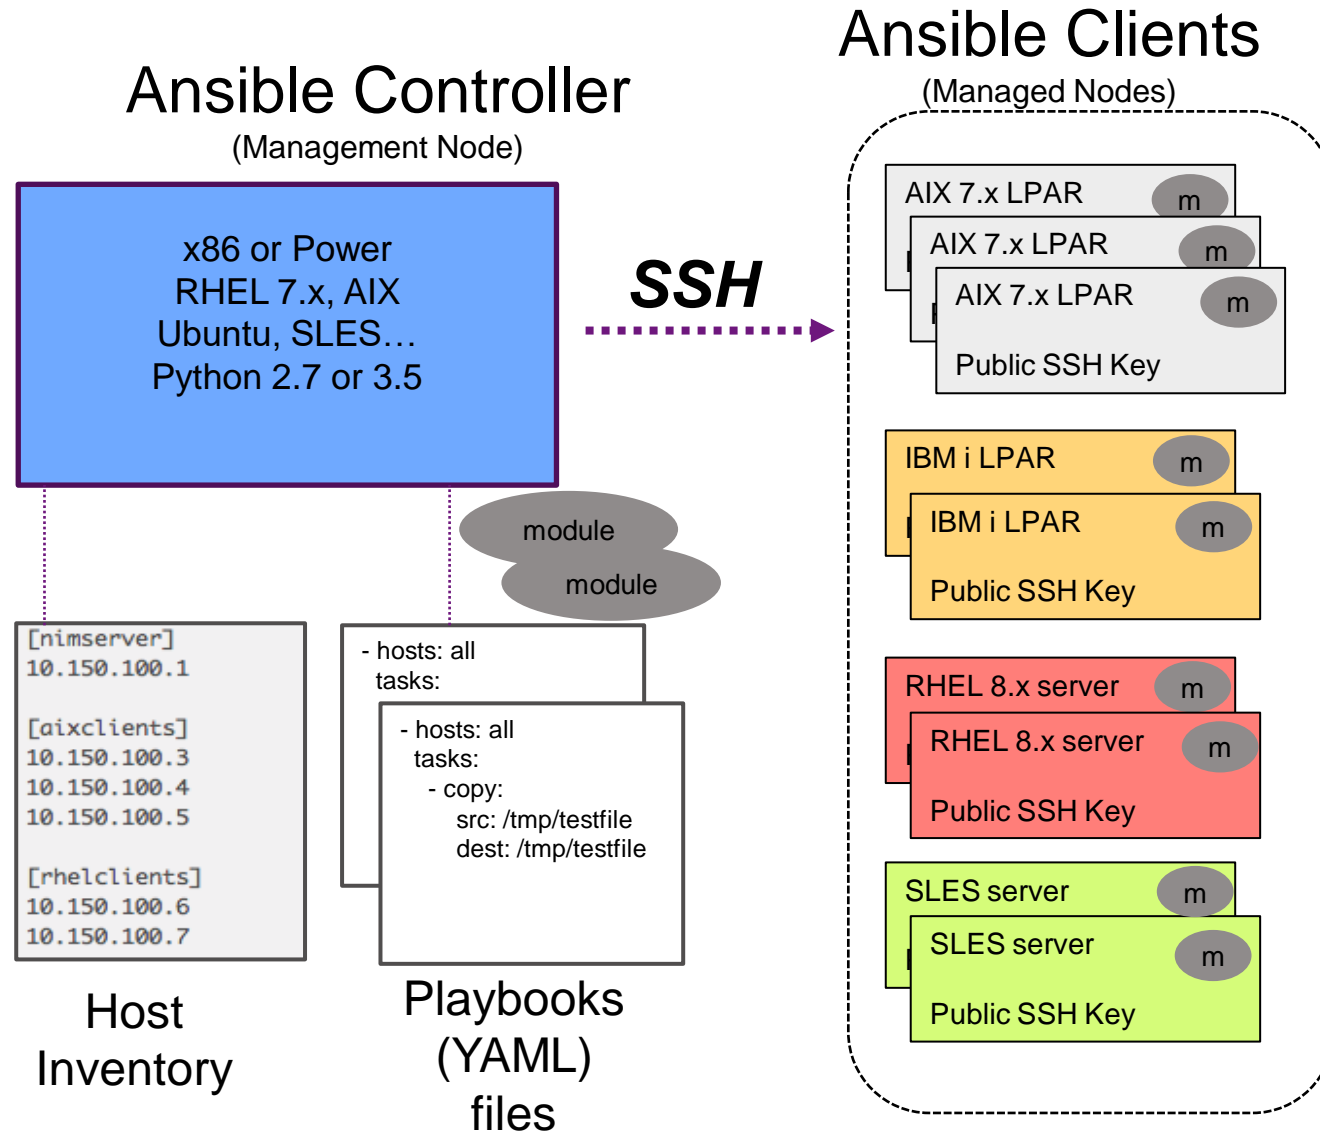 Ansible Controller
(Management Node)
x86 or Power
RHEL 7.x, AIX
Ubuntu, SLES…
Python 2.7 or 3.5
SSH
module
module
[nimserver]
10.150.100.1
[aixclients]
10.150.100.3
10.150.100.4
10.150.100.5
[rhelclients]
10.150.100.6
10.150.100.7
Host
Inventory
- hosts: all
tasks:
- hosts: all
tasks:
- copy:
src: /tmp/testfile
dest: /tmp/testfile
Playbooks
(YAML)
files
Ansible Clients
(Managed Nodes)
AIX 7.x LPAR
m
AIX 7.x LPAR
m
AIX 7.x LPAR
m
Public SSH Key
IBM i LPAR
m
IBM i LPAR
m
Public SSH Key
RHEL 8.x server
m
RHEL 8.x server
m
Public SSH Key
SLES server
m
SLES server
m
Public SSH Key